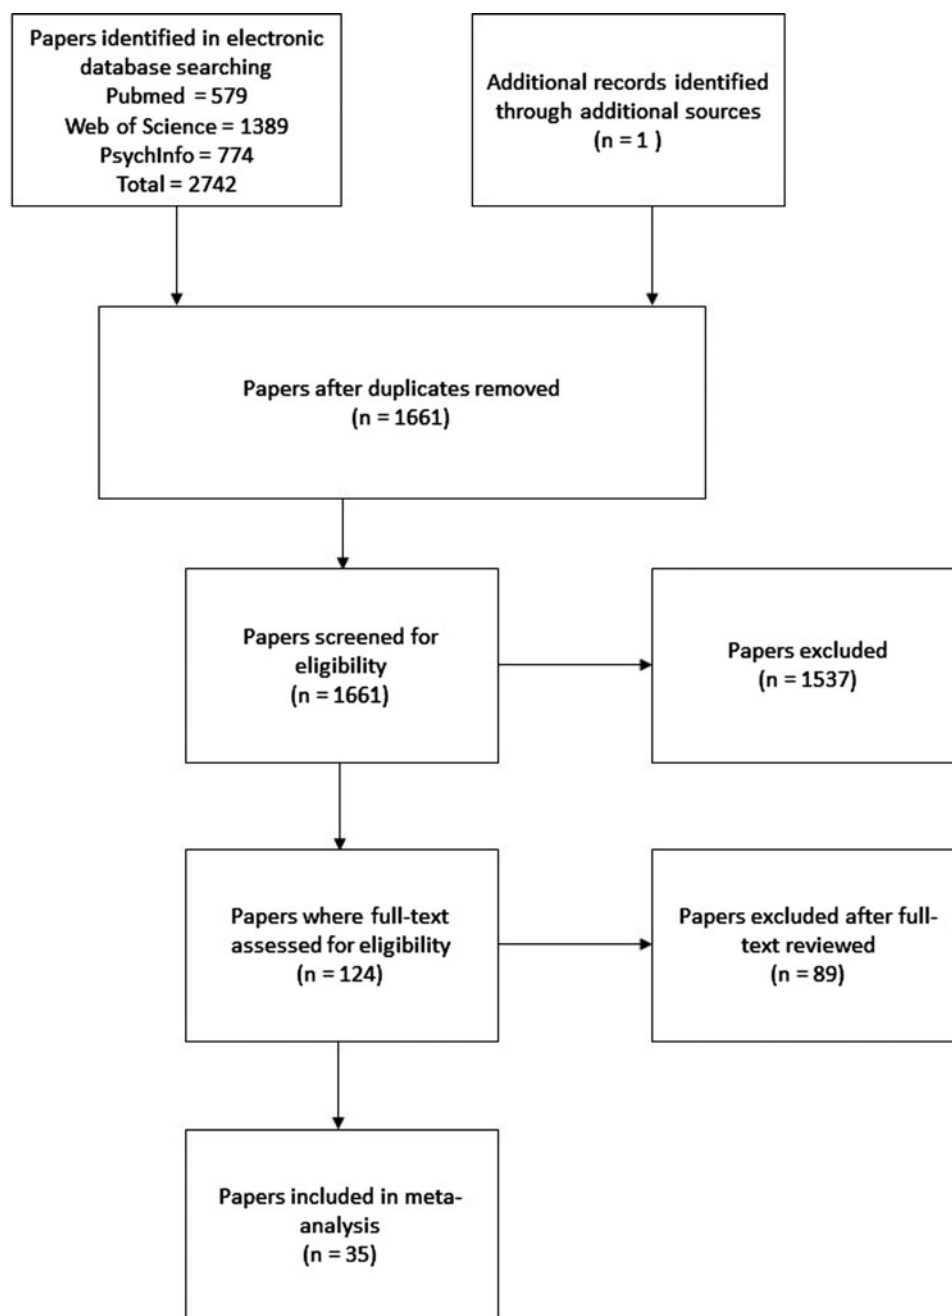 Papers identified in electronic
database searching
Pubmed = 579
Web of Science = 1389
PsychInfo = 774
Total = 2742
Additional records identified
through additional sources
(n = 1 )
Papers after duplicates removed
(n = 1661)
Papers screened for
eligibility
(n = 1661)
Papers excluded
(n = 1537)
Papers where full-text
assessed for eligibility
(n = 124)
Papers excluded after full-
text reviewed
(n = 89)
Papers included in meta-
analysis
(n = 35)